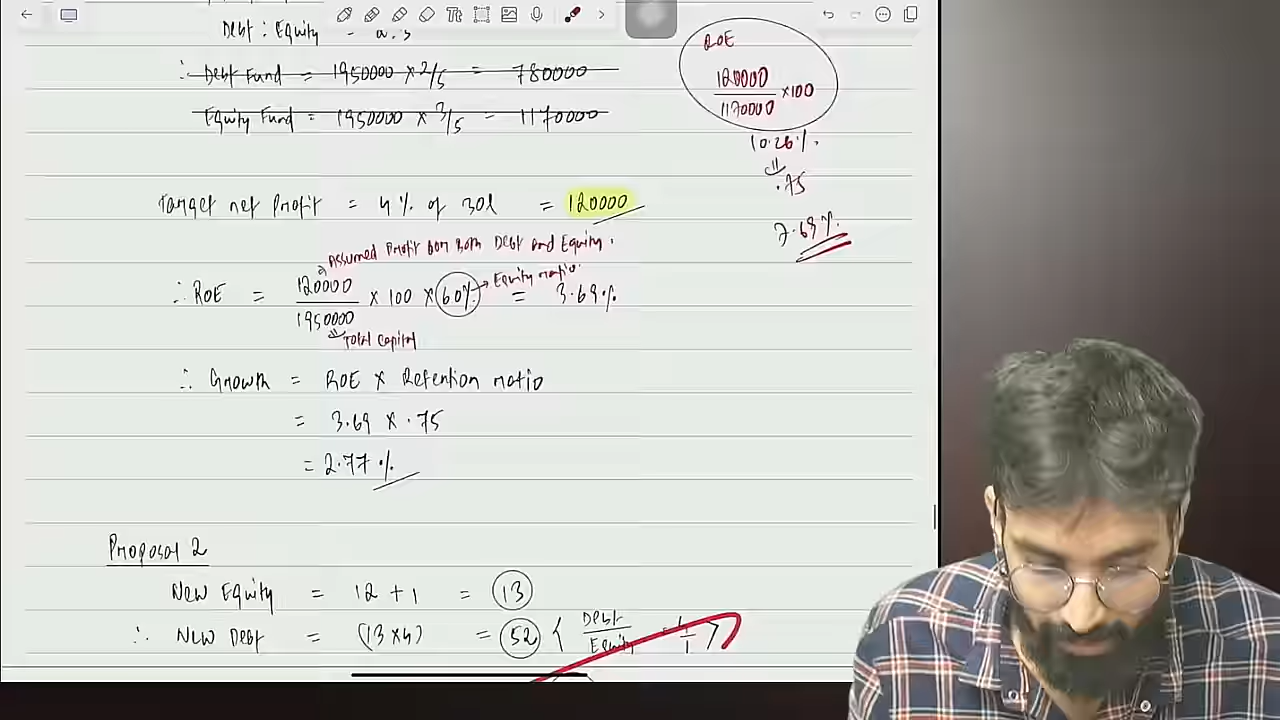 Debt : Equity =
∴ Debt Fund = 1950000 × 2/5 = 780000
Equity Fund = 1950000 × 3/5 = 1170000
ROE
120000
1170000
×100
10.26%.
.75
7.69%.
Target net Profit = 4% of 30l = 120000
Assumed Profit for both Debt and Equity.
∴ ROE = 120000 / 1950000 × 100 × 60% = 3.69%
Equity ratio.
Total Capital
∴ Growth = ROE × Retention ratio
= 3.69 × .75
= 2.77 %
Proposal 2
New Equity = 12 + 1 = 13
∴ New Debt = (13×4) = 52 { Debt / Equity = 4/1 }